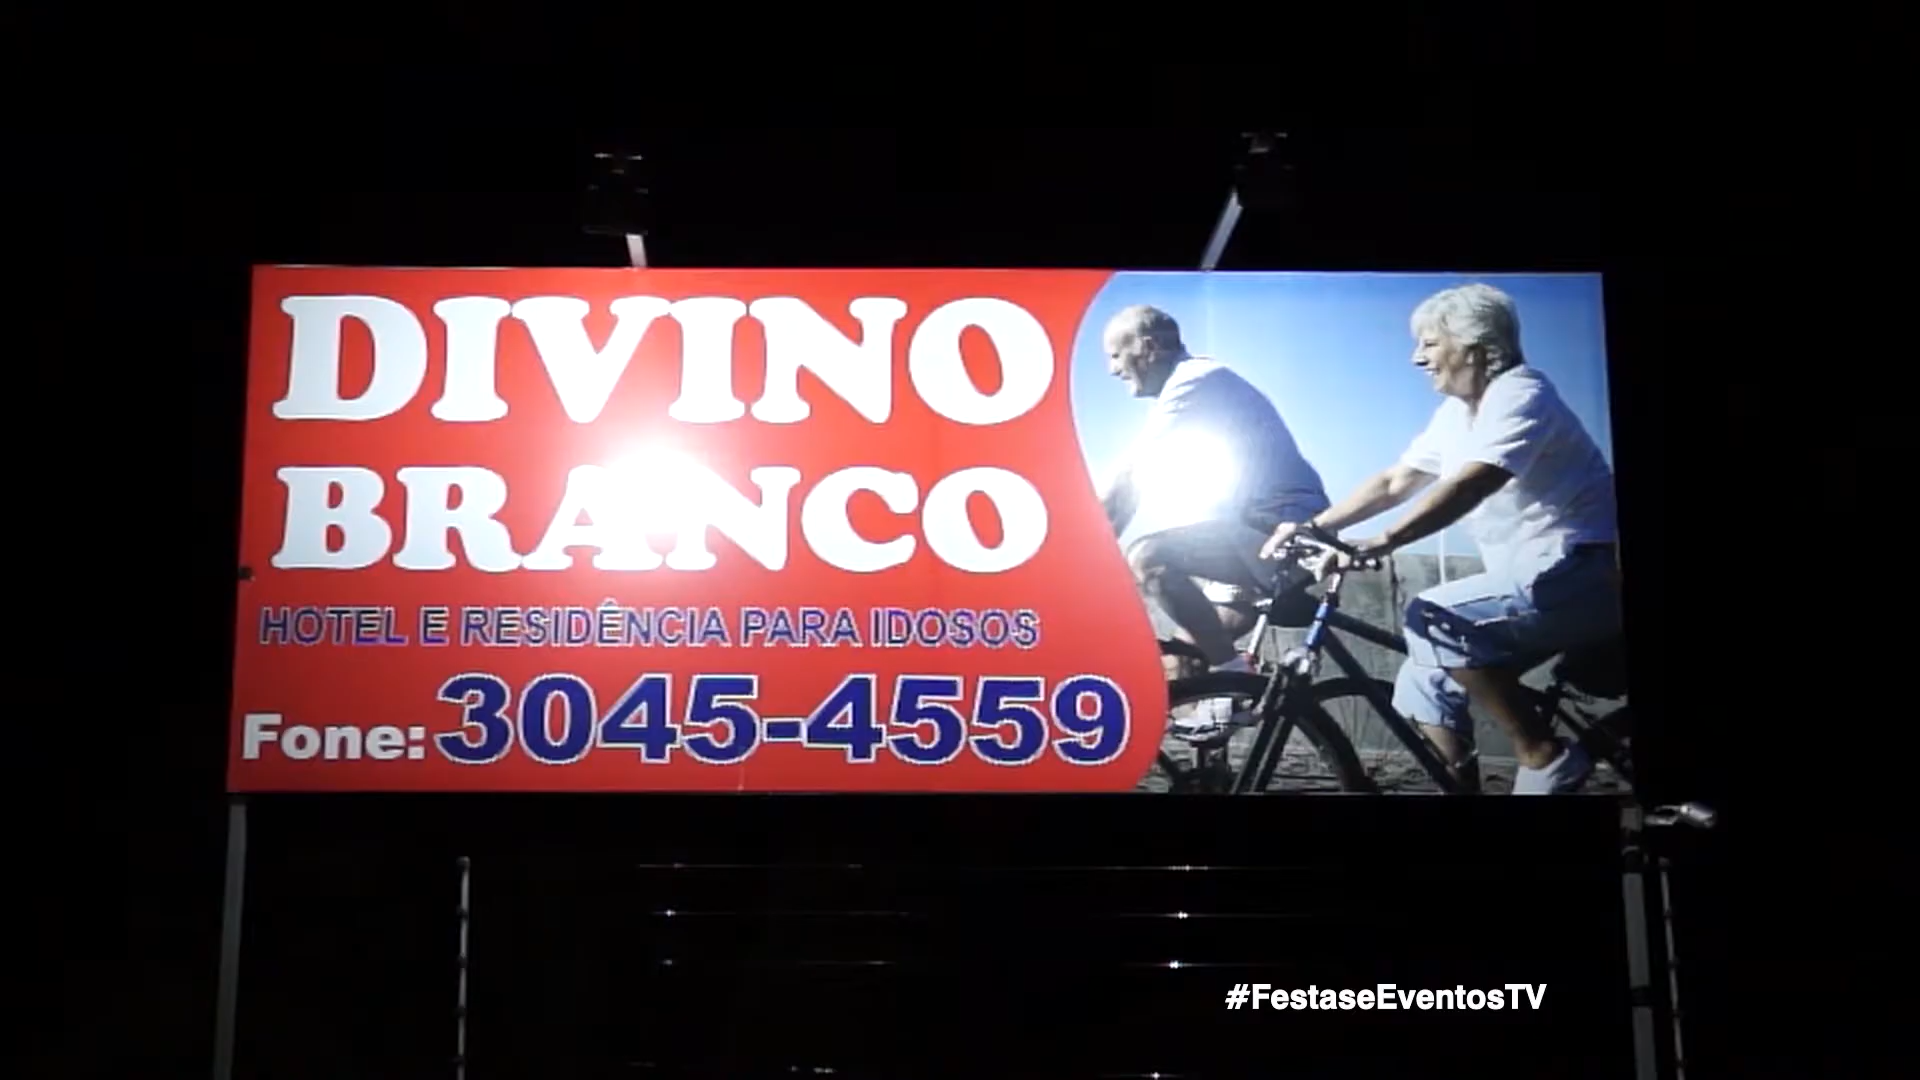 DIVINO
BRANCO
HOTEL E RESIDÊNCIA PARA IDOSOS
Fone: 3045-4559
#FestaseEventosTV